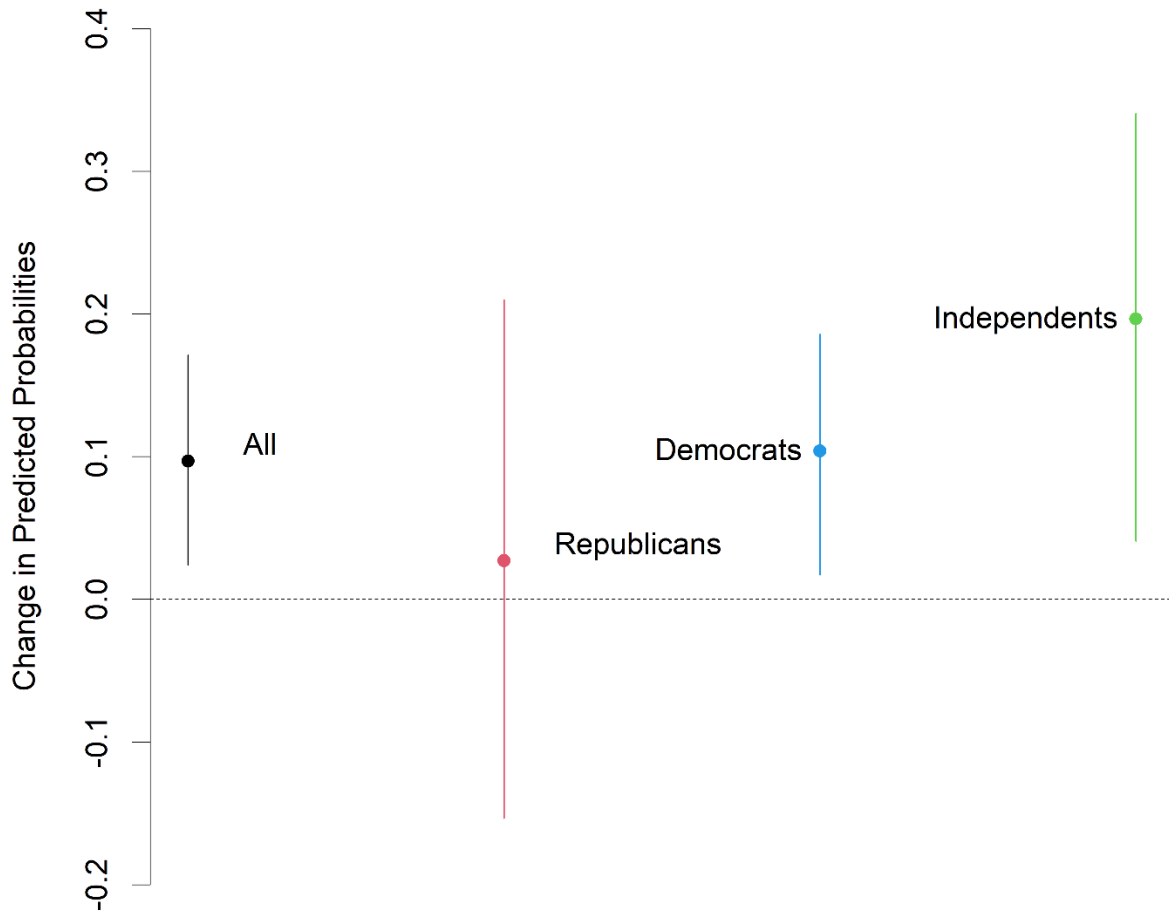 Change in Predicted Probabilities
0.4
0.3
0.2
0.1
0.0
-0.1
-0.2
All
Republicans
Democrats
Independents